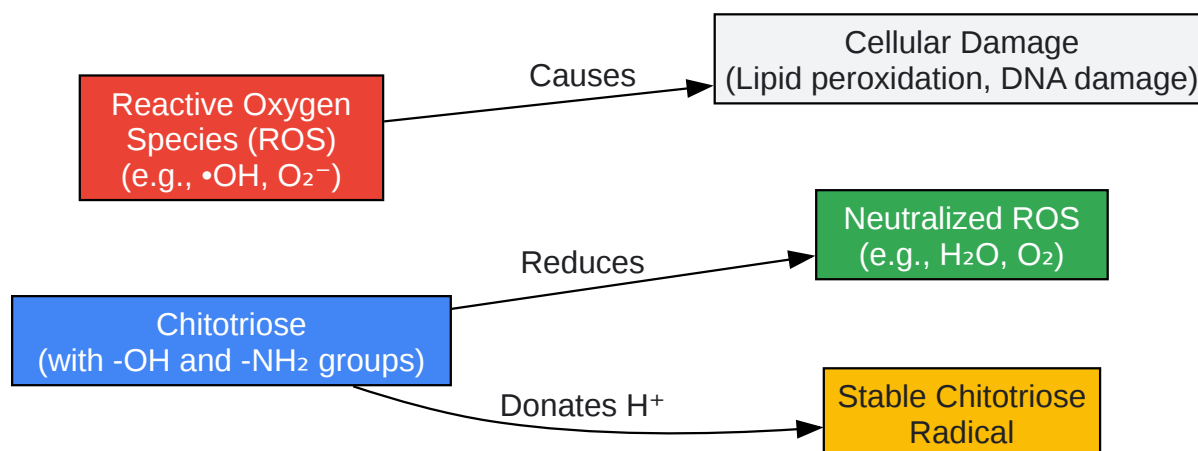 Cellular Damage
(Lipid peroxidation, DNA damage)
Causes
Reactive Oxygen
Species (ROS)
(e.g., •OH, O₂⁻)
Neutralized ROS
(e.g., H₂O, O₂)
Reduces
Chitotriose
(with -OH and -NH₂ groups)
Donates H⁺
Stable Chitotriose
Radical